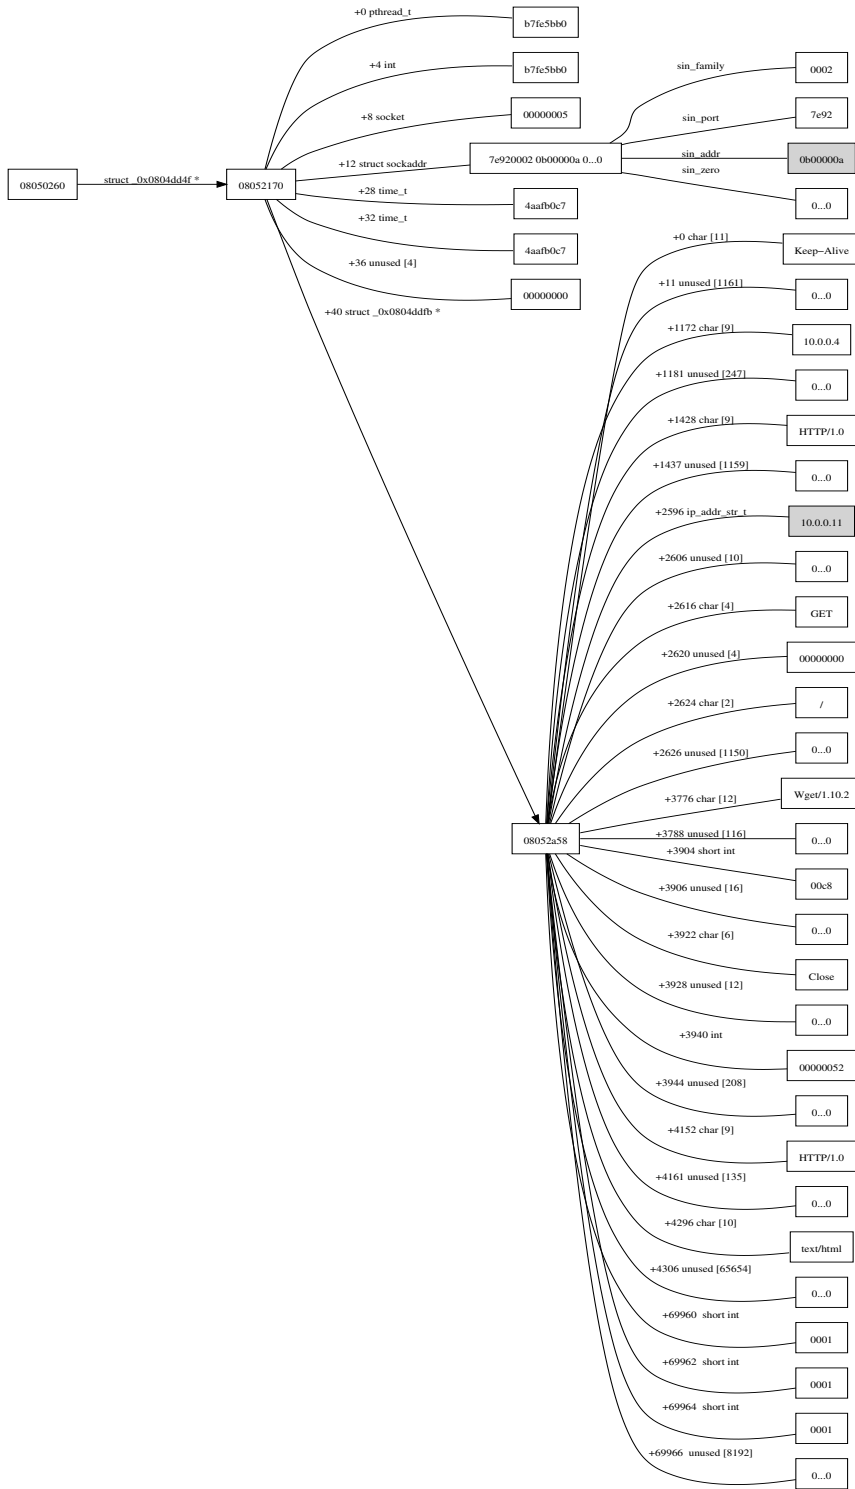 +0 pthread_t
b7fe5bb0
+4 int
b7fe5bb0
sin_family
0002
+8 socket
00000005
sin_port
7e92
08050260
struct _0x0804dd4f *
08052170
+12 struct sockaddr
7e920002 0b00000a 0...0
sin_addr
0b00000a
sin_zero
0...0
+28 time_t
4aafb0c7
+32 time_t
4aafb0c7
+36 unused [4]
00000000
+40 struct _0x0804ddfb *
08052a58
+0 char [11]
Keep−Alive
+11 unused [1161]
0...0
+1172 char [9]
10.0.0.4
+1181 unused [247]
0...0
+1428 char [9]
HTTP/1.0
+1437 unused [1159]
0...0
+2596 ip_addr_str_t
10.0.0.11
+2606 unused [10]
0...0
+2616 char [4]
GET
+2620 unused [4]
00000000
+2624 char [2]
/
+2626 unused [1150]
0...0
+3776 char [12]
Wget/1.10.2
+3788 unused [116]
0...0
+3904 short int
00c8
+3906 unused [16]
0...0
+3922 char [6]
Close
+3928 unused [12]
0...0
+3940 int
00000052
+3944 unused [208]
0...0
+4152 char [9]
HTTP/1.0
+4161 unused [135]
0...0
+4296 char [10]
text/html
+4306 unused [65654]
0...0
+69960 short int
0001
+69962 short int
0001
+69964 short int
0001
+69966 unused [8192]
0...0